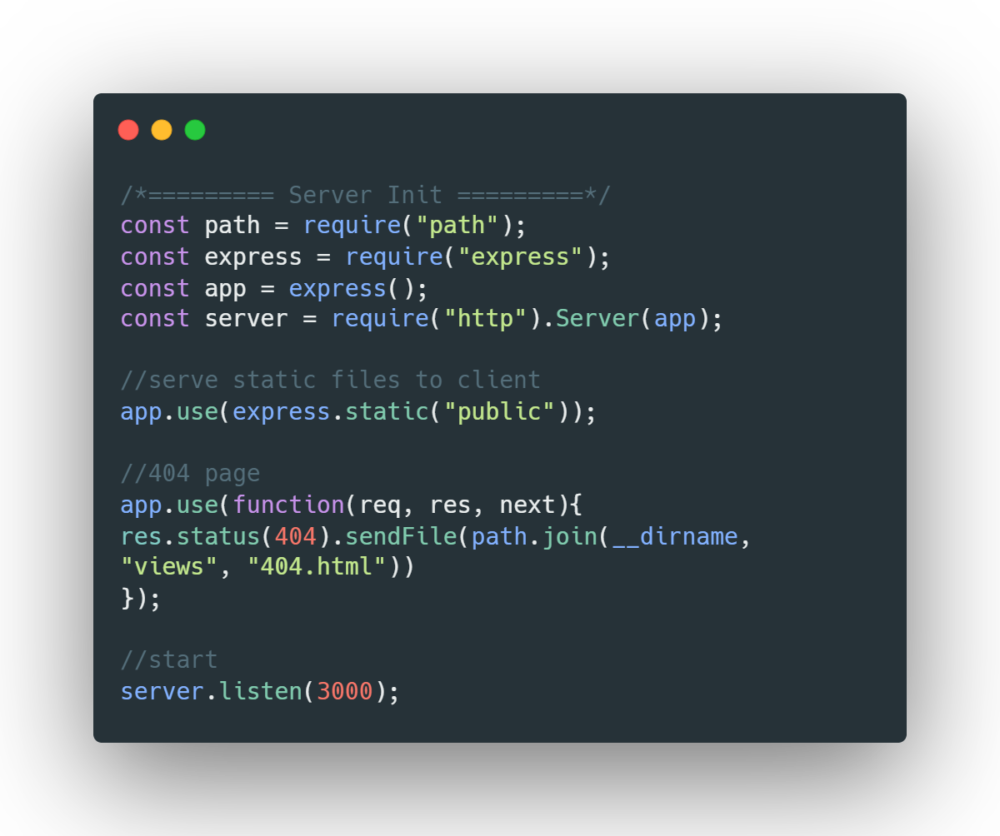 /*========= Server Init =========*/
const path = require("path");
const express = require("express");
const app = express();
const server = require("http").Server(app);
//serve static files to client
app.use(express.static("public"));
//404 page
app.use(function(req, res, next){
res.status(404).sendFile(path.join(__dirname,
"views", "404.html"))
});
//start
server.listen(3000);